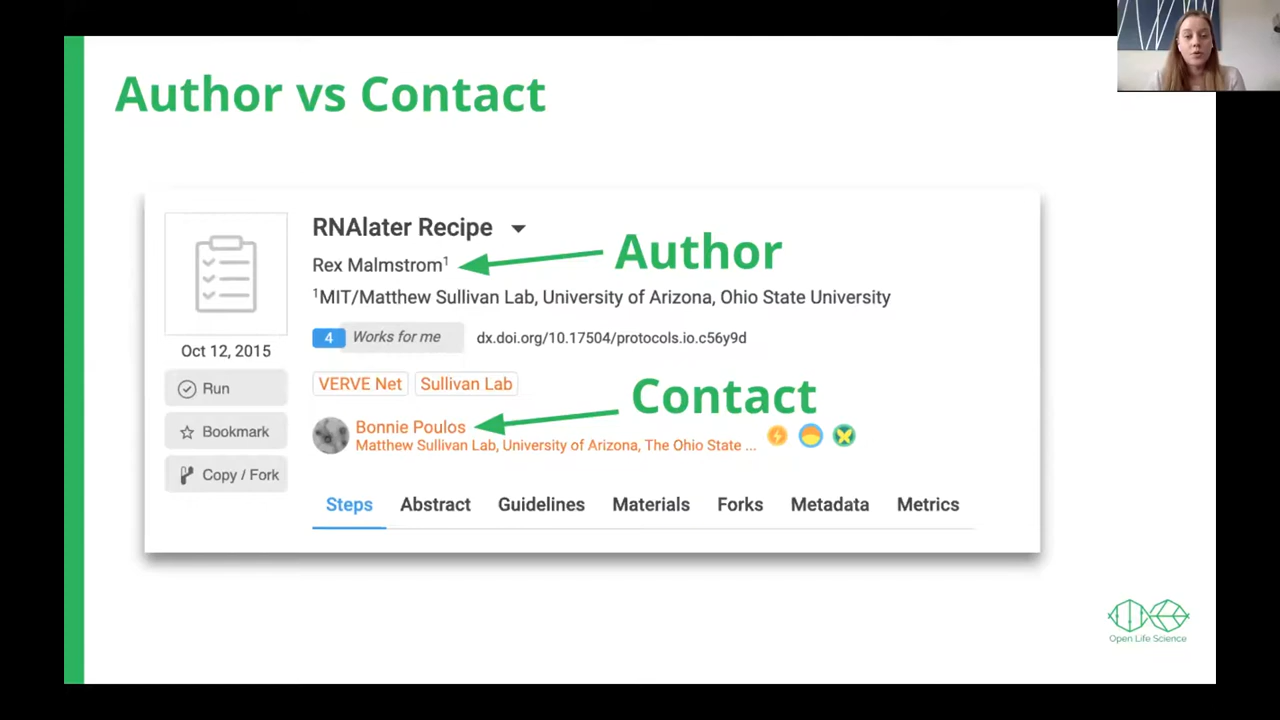 Author vs Contact
RNAlater Recipe
Author
Rex Malmstrom¹
¹MIT/Matthew Sullivan Lab, University of Arizona, Ohio State University
4 Works for me dx.doi.org/10.17504/protocols.io.c56y9d
Oct 12, 2015
Run
Bookmark
Copy / Fork
VERVE Net Sullivan Lab
Contact
Bonnie Poulos
Matthew Sullivan Lab, University of Arizona, The Ohio State ...
Steps Abstract Guidelines Materials Forks Metadata Metrics
Open Life Science